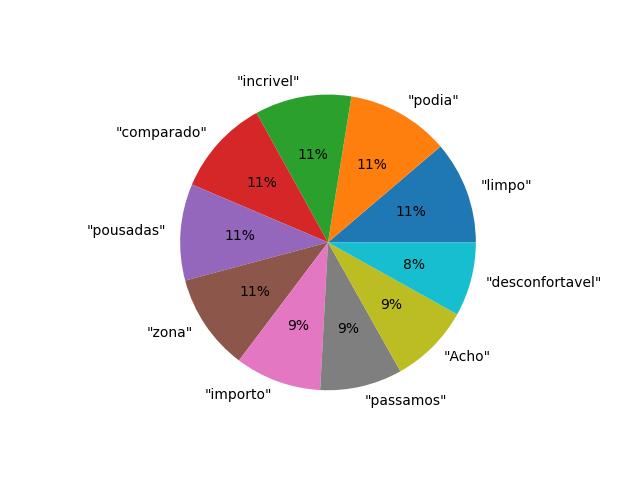 "incrivel"
"podia"
"comparado"
11%
11%
11%
"limpo"
11%
11%
"pousadas"
11%
8%
"desconfortavel"
11%
9%
9%
9%
"zona"
"Acho"
"importo"
"passamos"